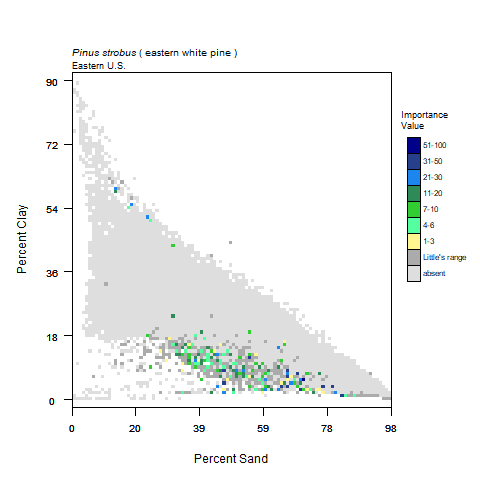 Pinus strobus ( eastern white pine )
Eastern U.S.
Importance
Value
51-100
31-50
21-30
11-20
7-10
4-6
1-3
Little's range
absent
Percent Clay
90
72
54
36
18
0
0
20
39
59
78
98
Percent Sand